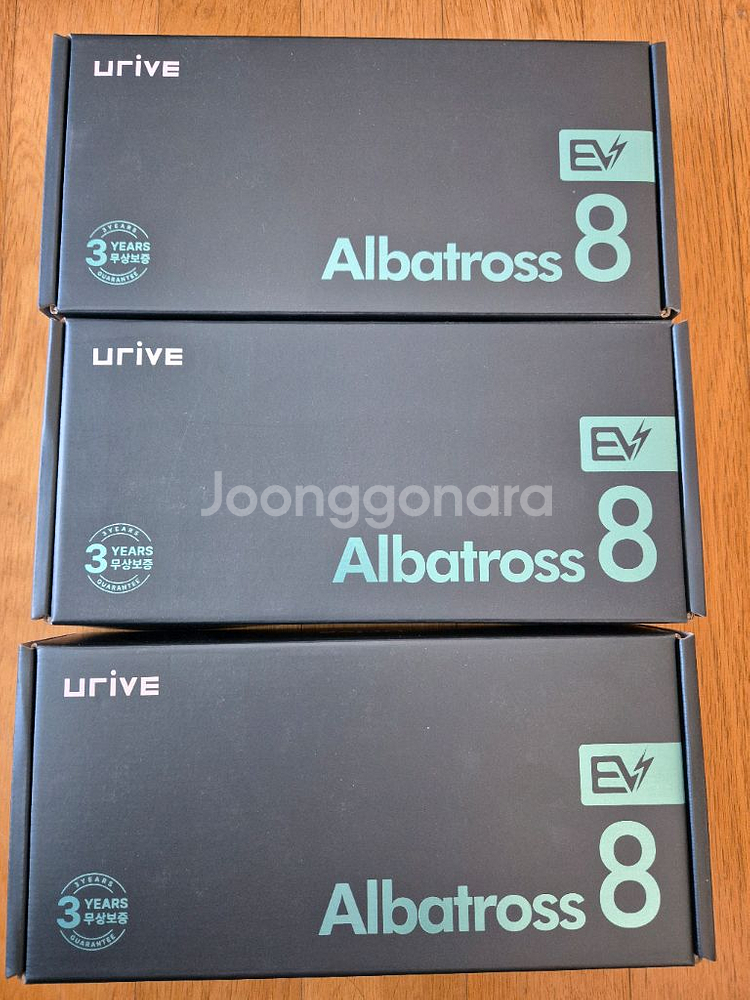 urive
EV
8
Albatross
3 YEARS
3 YEARS
무상보증
GUARANTEE
urive
EV
8
Albatross
Joonggonara
3 YEARS
3 YEARS
무상보증
GUARANTEE
urive
EV
8
Albatross
3 YEARS
3 YEARS
무상보증
GUARANTEE